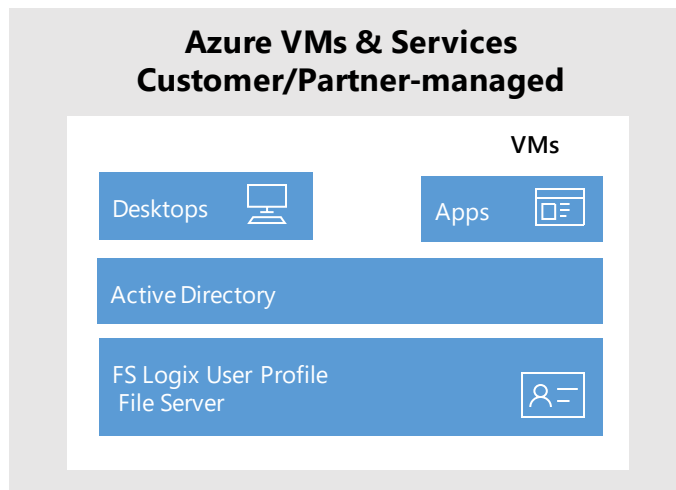 Azure VMs & Services
Customer/Partner-managed
VMs
Desktops
Apps
Active Directory
FS Logix User Profile
File Server